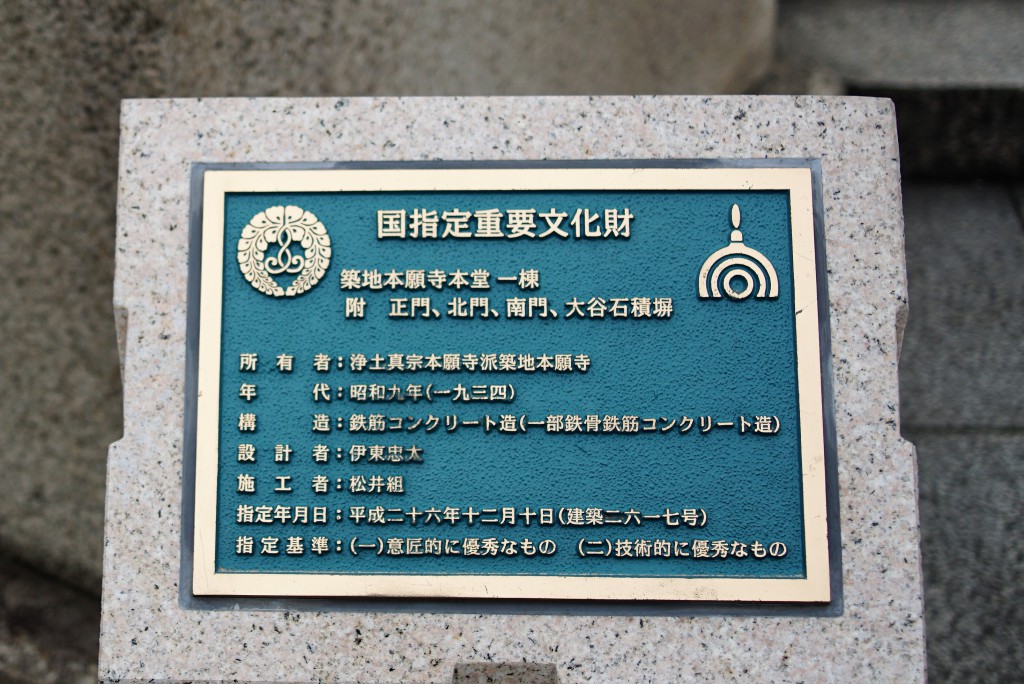 国指定重要文化財
築地本願寺本堂 一棟
附　正門、北門、南門、大谷石積塀
所有者：浄土真宗本願寺派築地本願寺
年代：昭和九年(一九三四)
構造：鉄筋コンクリート造(一部鉄骨鉄筋コンクリート造)
設計者：伊東忠太
施工者：松井組
指定年月日：平成二十六年十二月十日(建築二六一七号)
指定基準：(一)意匠的に優秀なもの　(二)技術的に優秀なもの